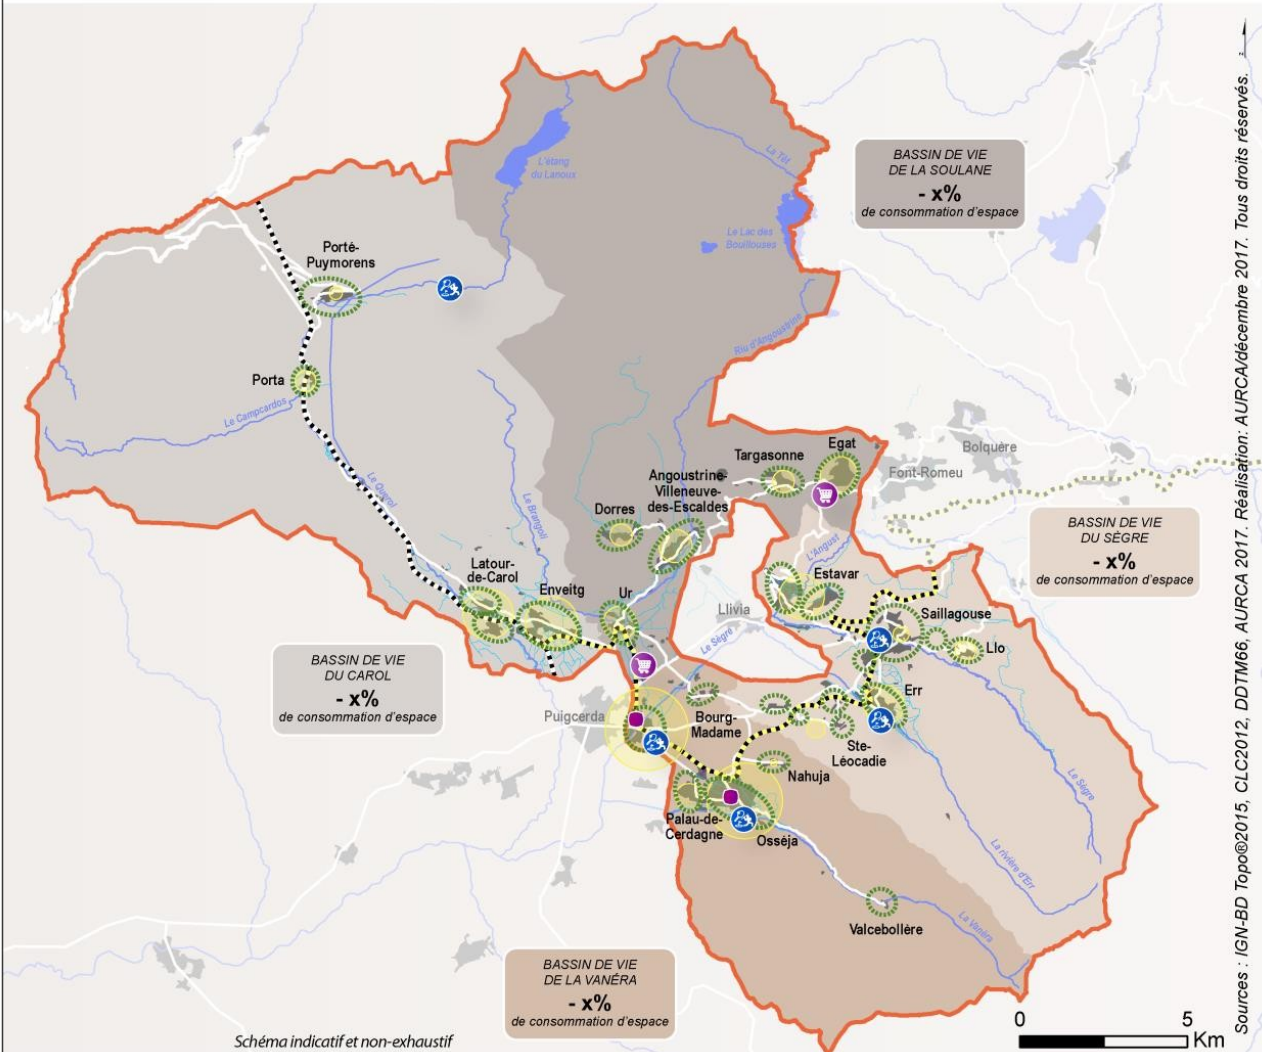 BASSIN DE VIE
DE LA SOULANE
- x%
de consommation d'espace
L'étang
du Lanoux
La Têt
Le Lac des
Bouillouses
Porté-
Puymorens
Riu d'Angoustrine
Porta
Le Campcardos
Le Querol
Le Brangoli
Targasonne
Egat
Bolquère
Font-Romeu
Angoustrine-
Villeneuve-
des-Escaldes
Dorres
BASSIN DE VIE
DU SÈGRE
- x%
de consommation d'espace
L'Angust
Estavar
Latour-
de-Carol
Enveitg
Ur
Llivia
Saillagouse
Le Sègre
Llo
BASSIN DE VIE
DU CAROL
- x%
de consommation d'espace
Err
Puigcerda
Bourg-
Madame
Ste-
Léocadie
Nahuja
Le Sègre
Palau-de-
Cerdagne
Osséja
La rivière d'Err
Valcebollère
La Vanéra
BASSIN DE VIE
DE LA VANÉRA
- x%
de consommation d'espace
Schéma indicatif et non-exhaustif
0 5
Km
Sources : IGN-BD Topo®2015, CLC2012, DDTM66, AURCA 2017. Réalisation: AURCA/décembre 2017. Tous droits réservés.